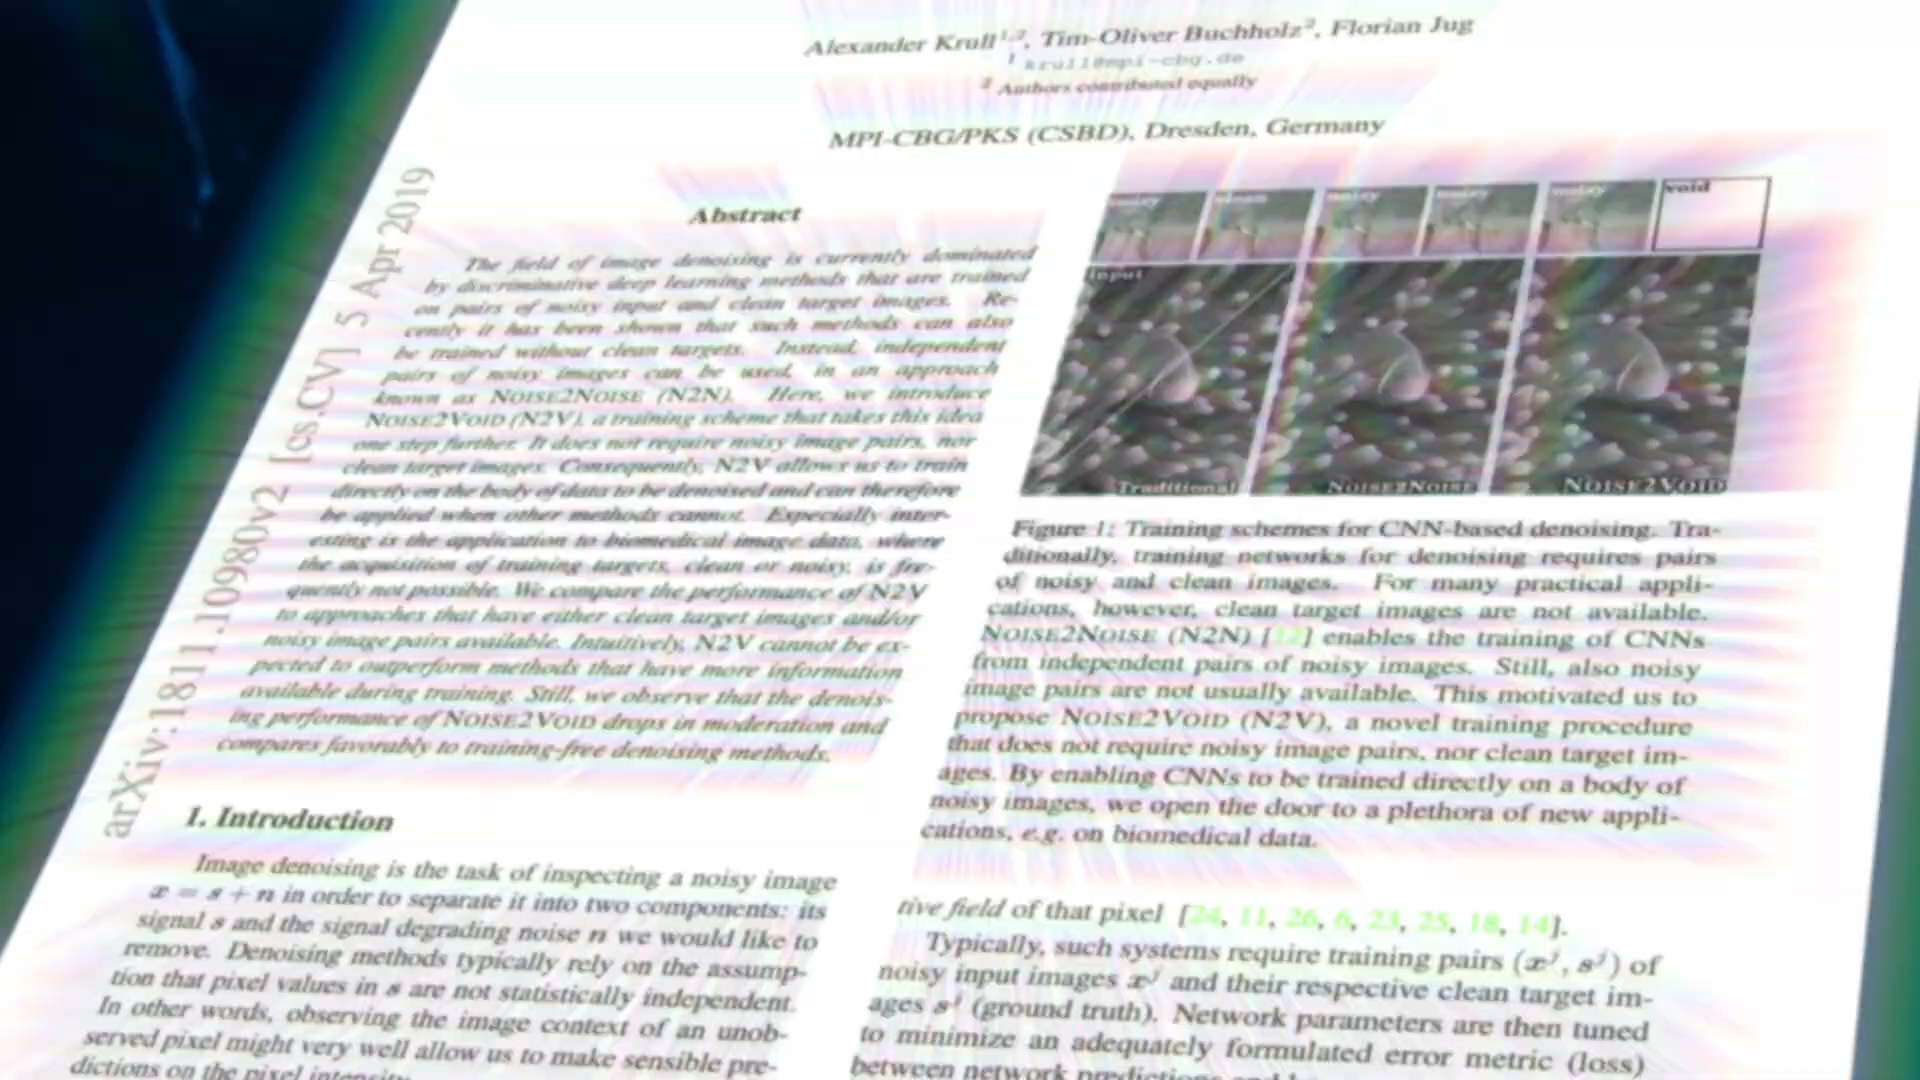 Alexander Krull1,2, Tim-Oliver Buchholz2, Florian Jug
1 krull@mpi-cbg.de
2 Authors contributed equally
MPI-CBG/PKS (CSBD), Dresden, Germany
arXiv:1811.10980v2 [cs.CV] 5 Apr 2019
Abstract
The field of image denoising is currently dominated
by discriminative deep learning methods that are trained
on pairs of noisy input and clean target images. Re-
cently it has been shown that such methods can also
be trained without clean targets. Instead, independent
pairs of noisy images can be used, in an approach
known as NOISE2NOISE (N2N). Here, we introduce
NOISE2VOID (N2V), a training scheme that takes this idea
one step further. It does not require noisy image pairs, nor
clean target images. Consequently, N2V allows us to train
directly on the body of data to be denoised and can therefore
be applied when other methods cannot. Especially inter-
esting is the application to biomedical image data, where
the acquisition of training targets, clean or noisy, is fre-
quently not possible. We compare the performance of N2V
to approaches that have either clean target images and/or
noisy image pairs available. Intuitively, N2V cannot be ex-
pected to outperform methods that have more information
available during training. Still, we observe that the denois-
ing performance of NOISE2VOID drops in moderation and
compares favorably to training-free denoising methods.
1. Introduction
Image denoising is the task of inspecting a noisy image
x = s + n in order to separate it into two components: its
signal s and the signal degrading noise n we would like to
remove. Denoising methods typically rely on the assump-
tion that pixel values in s are not statistically independent.
In other words, observing the image context of an unob-
served pixel might very well allow us to make sensible pre-
dictions on the pixel intensity
noisy clean noisy noisy noisy void
Input
Traditional NOISE2NOISE NOISE2VOID
Figure 1: Training schemes for CNN-based denoising. Tra-
ditionally, training networks for denoising requires pairs
of noisy and clean images. For many practical appli-
cations, however, clean target images are not available.
NOISE2NOISE (N2N) [12] enables the training of CNNs
from independent pairs of noisy images. Still, also noisy
image pairs are not usually available. This motivated us to
propose NOISE2VOID (N2V), a novel training procedure
that does not require noisy image pairs, nor clean target im-
ages. By enabling CNNs to be trained directly on a body of
noisy images, we open the door to a plethora of new appli-
cations, e.g. on biomedical data.
tive field of that pixel [24, 11, 26, 6, 23, 25, 18, 14].
Typically, such systems require training pairs (xj, sj) of
noisy input images xj and their respective clean target im-
ages sj (ground truth). Network parameters are then tuned
to minimize an adequately formulated error metric (loss)
between network predictions and